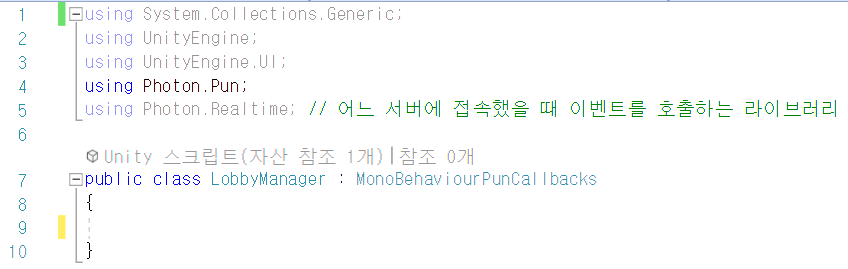 1 using System.Collections.Generic;
2 using UnityEngine;
3 using UnityEngine.UI;
4 using Photon.Pun;
5 using Photon.Realtime; // 어느 서버에 접속했을 때 이벤트를 호출하는 라이브러리
6
Unity 스크립트(자산 참조 1개)|참조 0개
7 public class LobbyManager : MonoBehaviourPunCallbacks
8 {
9
10 }